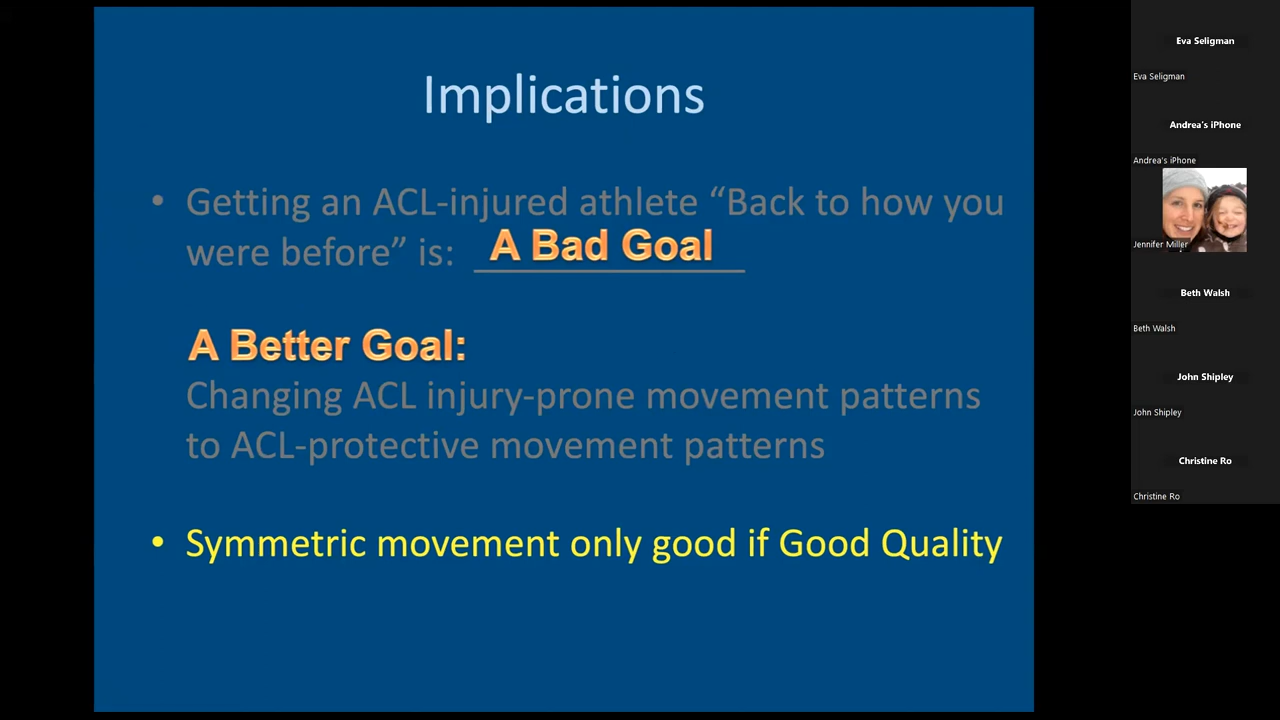 Implications
• Getting an ACL-injured athlete “Back to how you
were before” is: A Bad Goal
A Better Goal:
Changing ACL injury-prone movement patterns
to ACL-protective movement patterns
• Symmetric movement only good if Good Quality
Eva Seligman
Eva Seligman
Andrea's iPhone
Andrea's iPhone
Jennifer Miller
Beth Walsh
Beth Walsh
John Shipley
John Shipley
Christine Ro
Christine Ro